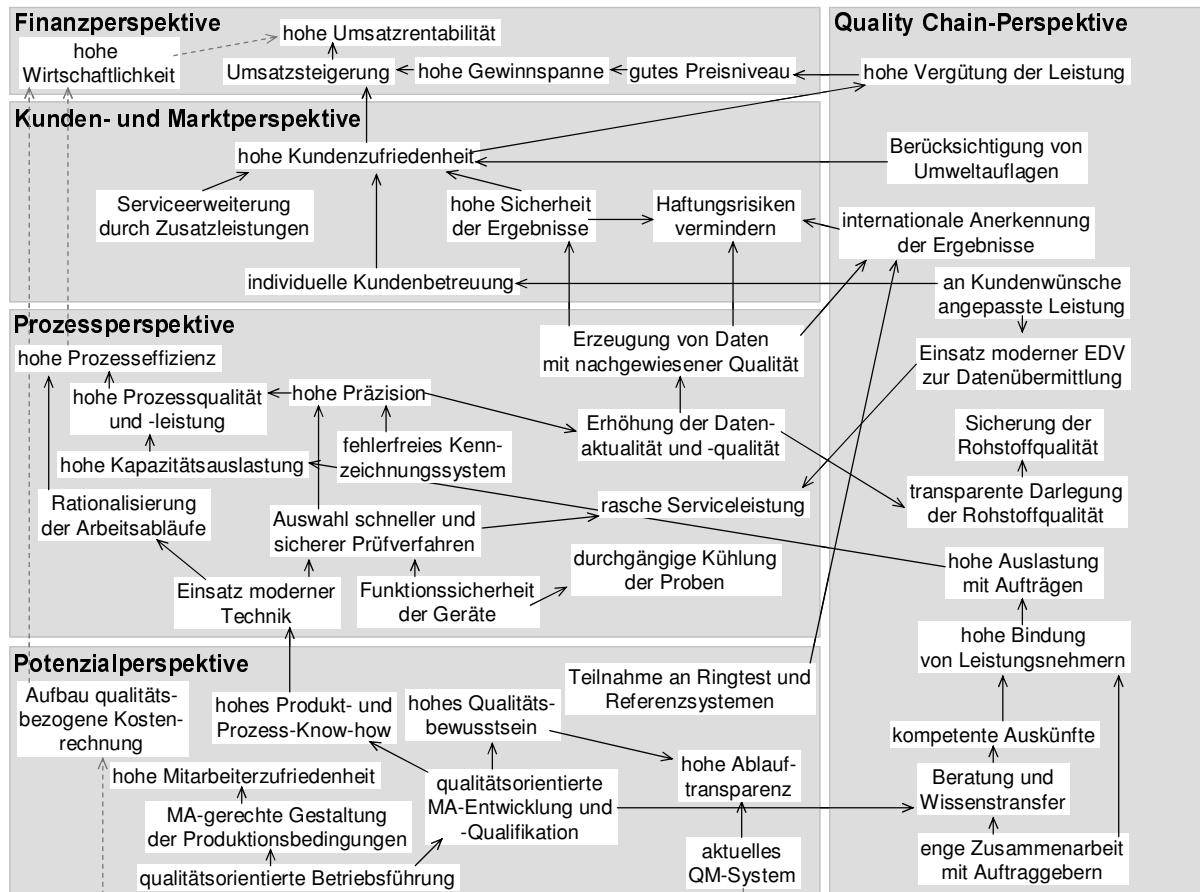 Finanzperspektive
hohe
Wirtschaftlichkeit
hohe Umsatzrentabilität
Umsatzsteigerung
hohe Gewinnspanne
gutes Preisniveau
Kunden- und Marktperspektive
hohe Kundenzufriedenheit
Serviceerweiterung
durch Zusatzleistungen
hohe Sicherheit
der Ergebnisse
Haftungsrisiken
vermindern
individuelle Kundenbetreuung
Prozessperspektive
hohe Prozesseffizienz
hohe Prozessqualität
und -leistung
hohe Präzision
Erzeugung von Daten
mit nachgewiesener Qualität
Erhöhung der Daten-
aktualität und -qualität
fehlerfreies Kenn-
zeichnungssystem
hohe Kapazitätsauslastung
Rationalisierung
der Arbeitsabläufe
Auswahl schneller und
sicherer Prüfverfahren
rasche Serviceleistung
Einsatz moderner
Technik
Funktionssicherheit
der Geräte
durchgängige Kühlung
der Proben
Potenzialperspektive
Aufbau qualitäts-
bezogene Kosten-
rechnung
hohes Produkt- und
Prozess-Know-how
hohes Qualitäts-
bewusstsein
Teilnahme an Ringtest und
Referenzsystemen
hohe Mitarbeiterzufriedenheit
MA-gerechte Gestaltung
der Produktionsbedingungen
qualitätsorientierte
MA-Entwicklung und
-Qualifikation
hohe Ablauf-
transparenz
qualitätsorientierte Betriebsführung
aktuelles
QM-System
Quality Chain-Perspektive
hohe Vergütung der Leistung
Berücksichtigung von
Umweltauflagen
internationale Anerkennung
der Ergebnisse
an Kundenwünsche
angepasste Leistung
Einsatz moderner EDV
zur Datenübermittlung
Sicherung der
Rohstoffqualität
transparente Darlegung
der Rohstoffqualität
hohe Auslastung
mit Aufträgen
hohe Bindung
von Leistungsnehmern
kompetente Auskünfte
Beratung und
Wissenstransfer
enge Zusammenarbeit
mit Auftraggebern